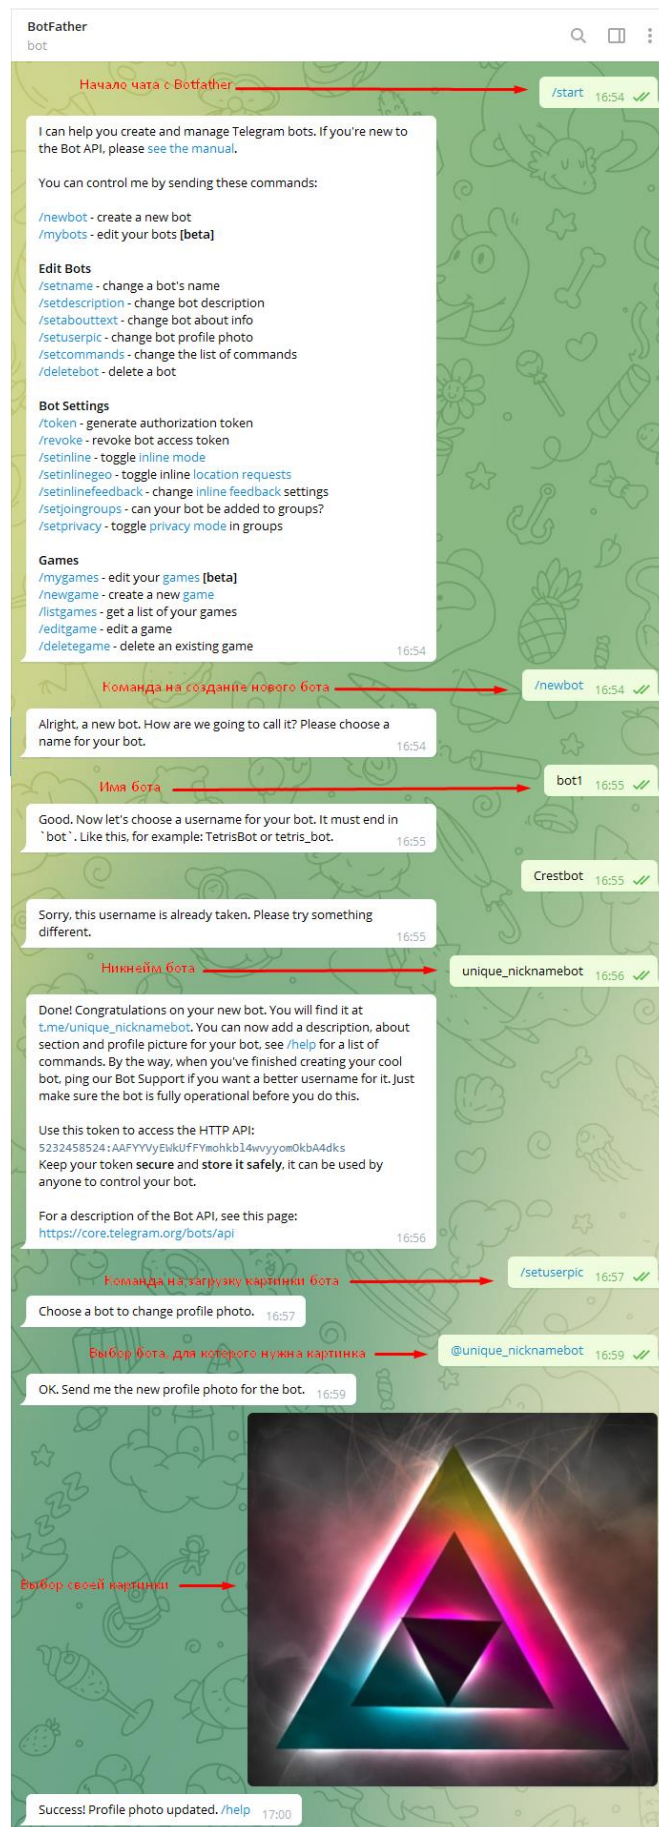 BotFather
bot
Начало чата с Botfather
/start 16:54
I can help you create and manage Telegram bots. If you're new to
the Bot API, please see the manual.
You can control me by sending these commands:
/newbot - create a new bot
/mybots - edit your bots [beta]
Edit Bots
/setname - change a bot's name
/setdescription - change bot description
/setabouttext - change bot about info
/setuserpic - change bot profile photo
/setcommands - change the list of commands
/deletebot - delete a bot
Bot Settings
/token - generate authorization token
/revoke - revoke bot access token
/setinline - toggle inline mode
/setinlinegeo - toggle inline location requests
/setinlinefeedback - change inline feedback settings
/setjoingroups - can your bot be added to groups?
/setprivacy - toggle privacy mode in groups
Games
/mygames - edit your games [beta]
/newgame - create a new game
/listgames - get a list of your games
/editgame - edit a game
/deletegame - delete an existing game 16:54
Команда на создание нового бота
/newbot 16:54
Alright, a new bot. How are we going to call it? Please choose a
name for your bot. 16:54
Имя бота
bot1 16:55
Good. Now let's choose a username for your bot. It must end in
`bot`. Like this, for example: TetrisBot or tetris_bot. 16:55
Crestbot 16:55
Sorry, this username is already taken. Please try something
different. 16:55
Никнейм бота
unique_nicknamebot 16:56
Done! Congratulations on your new bot. You will find it at
t.me/unique_nicknamebot. You can now add a description, about
section and profile picture for your bot, see /help for a list of
commands. By the way, when you've finished creating your cool
bot, ping our Bot Support if you want a better username for it. Just
make sure the bot is fully operational before you do this.
Use this token to access the HTTP API:
5232458524:AAFYYVyEWkUfFYmohkbl4wvyyomOkbA4dks
Keep your token secure and store it safely, it can be used by
anyone to control your bot.
For a description of the Bot API, see this page:
https://core.telegram.org/bots/api 16:56
Команда на загрузку картинки бота
/setuserpic 16:57
Choose a bot to change profile photo. 16:57
Выбор бота, для которого нужна картинка
@unique_nicknamebot 16:59
OK. Send me the new profile photo for the bot. 16:59
Выбор своей картинки
Success! Profile photo updated. /help 17:00